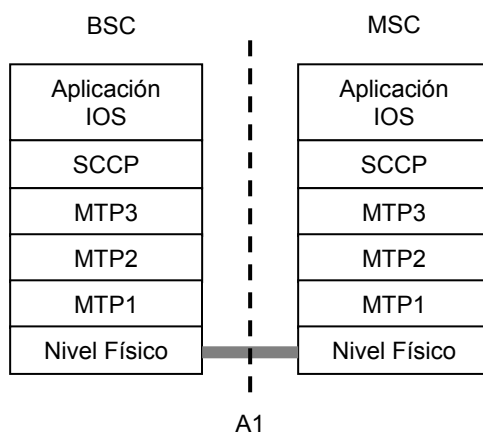 BSC
MSC
Aplicación
IOS
SCCP
MTP3
MTP2
MTP1
Nivel Físico
Aplicación
IOS
SCCP
MTP3
MTP2
MTP1
Nivel Físico
A1